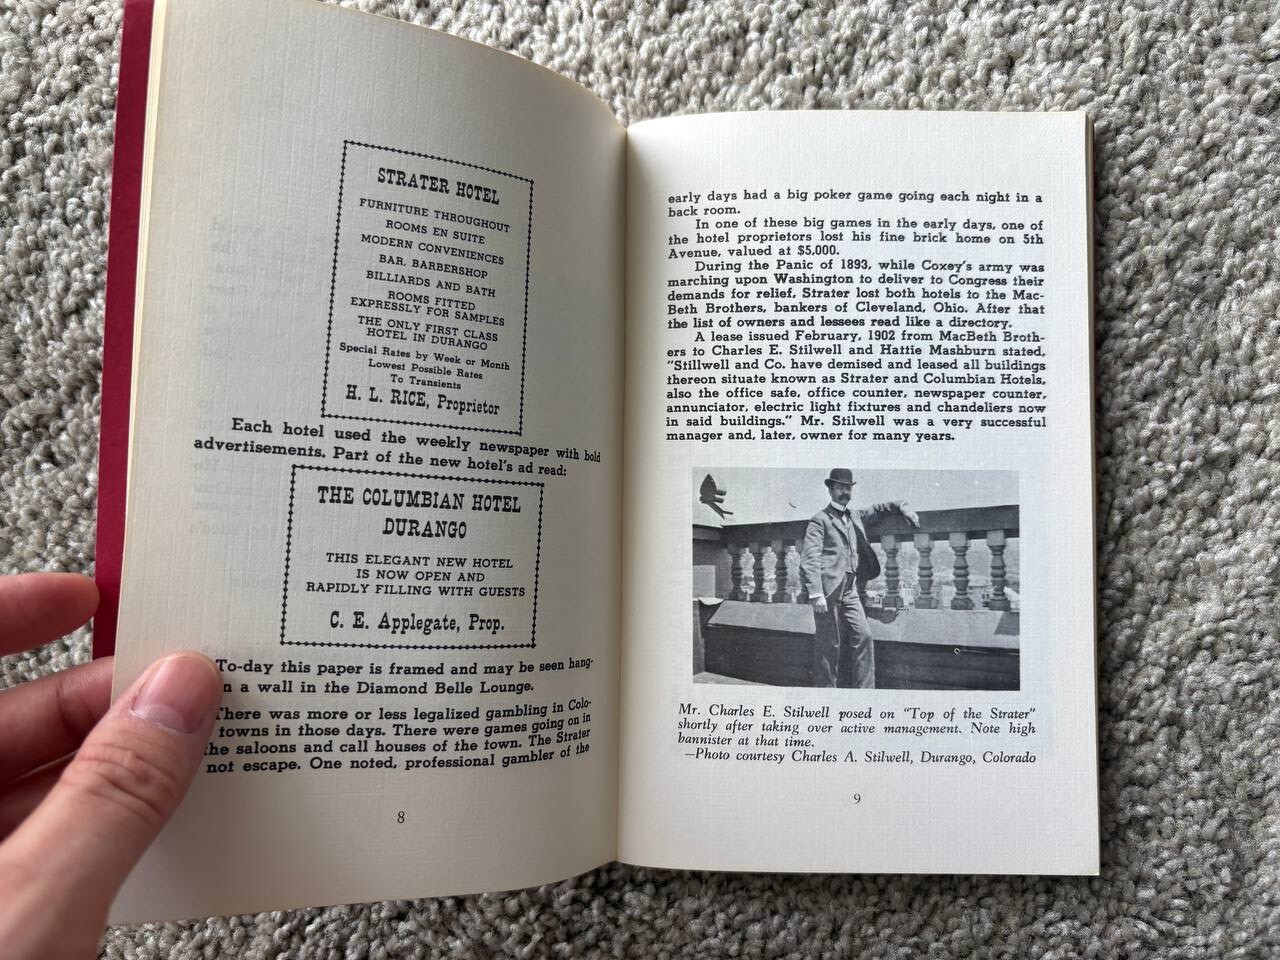 STRATER HOTEL
FURNITURE THROUGHOUT
ROOMS EN SUITE
MODERN CONVENIENCES
BAR, BARBERSHOP
BILLIARDS AND BATH
ROOMS FITTED
EXPRESSLY FOR SAMPLES
THE ONLY FIRST CLASS
HOTEL IN DURANGO
Special Rates by Week or Month
Lowest Possible Rates
To Transients
H. L. RICE, Proprietor
Each hotel used the weekly newspaper with bold
advertisements. Part of the new hotel's ad read:
THE COLUMBIAN HOTEL
DURANGO
THIS ELEGANT NEW HOTEL
IS NOW OPEN AND
RAPIDLY FILLING WITH GUESTS
C. E. Applegate, Prop.
To-day this paper is framed and may be seen hang-
n a wall in the Diamond Belle Lounge.
There was more or less legalized gambling in Colo-
towns in those days. There were games going on in
the saloons and call houses of the town. The Strater
not escape. One noted, professional gambler of the
8
early days had a big poker game going each night in a
back room.
In one of these big games in the early days, one of
the hotel proprietors lost his fine brick home on 5th
Avenue, valued at $5,000.
During the Panic of 1893, while Coxey's army was
marching upon Washington to deliver to Congress their
demands for relief, Strater lost both hotels to the Mac-
Beth Brothers, bankers of Cleveland, Ohio. After that
the list of owners and lessees read like a directory.
A lease issued February, 1902 from MacBeth Broth-
ers to Charles E. Stilwell and Hattie Mashburn stated,
"Stillwell and Co. have demised and leased all buildings
thereon situate known as Strater and Columbian Hotels,
also the office safe, office counter, newspaper counter,
annunciator, electric light fixtures and chandeliers now
in said buildings." Mr. Stilwell was a very successful
manager and, later, owner for many years.
Mr. Charles E. Stilwell posed on "Top of the Strater"
shortly after taking over active management. Note high
bannister at that time.
—Photo courtesy Charles A. Stilwell, Durango, Colorado
9